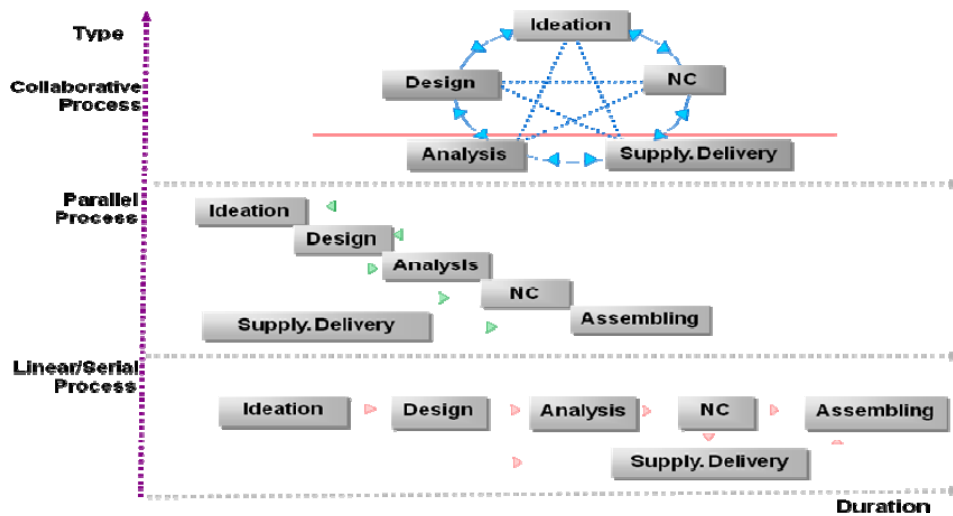 Type
Ideation
Collaborative
Process
Design
NC
Analysis
Supply. Delivery
Parallel
Process
Ideation
Design
Analysis
NC
Supply. Delivery
Assembling
Linear/Serial
Process
Ideation
Design
Analysis
NC
Assembling
Supply. Delivery
Duration